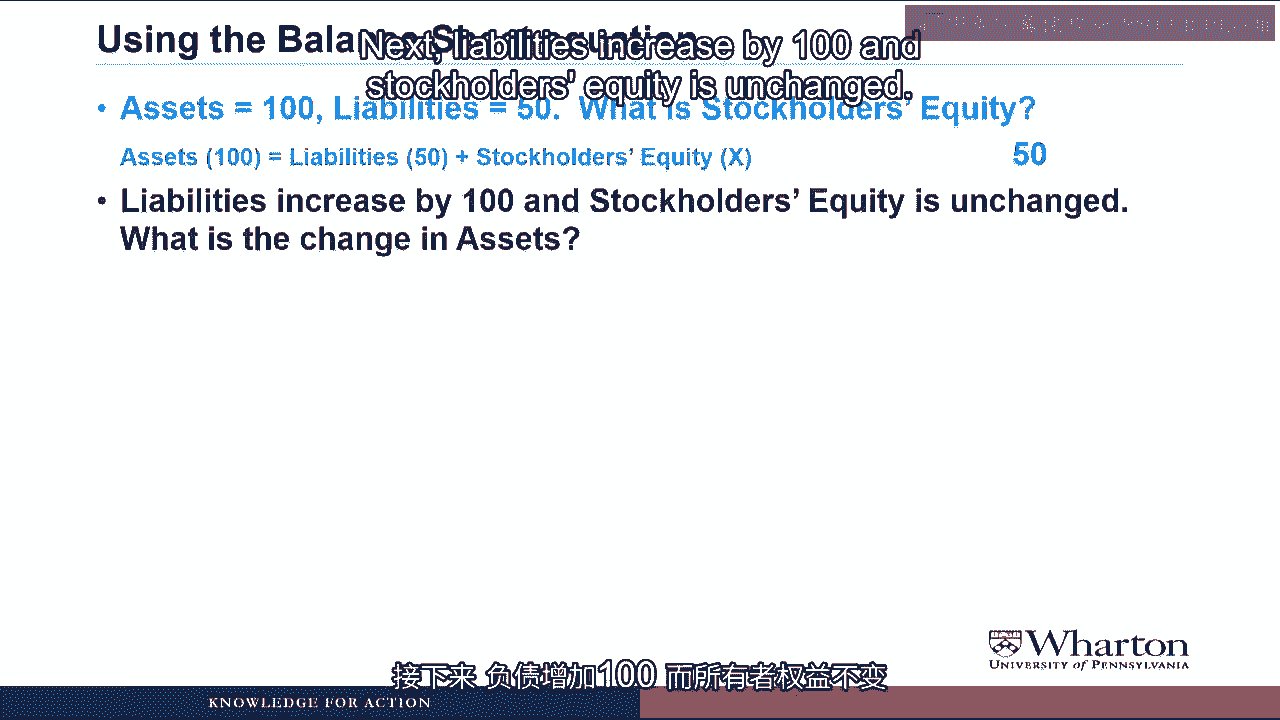 Using the Balance Sheet Equation
Next, liabilities increase by 100 and
stockholders' equity is unchanged,
• Assets = 100, Liabilities = 50. What is Stockholders' Equity?
Assets (100) = Liabilities (50) + Stockholders' Equity (X) 50
• Liabilities increase by 100 and Stockholders' Equity is unchanged.
What is the change in Assets?
Wharton
UNIVERSITY of PENNSYLVANIA
接下来 负债增加100 而所有者权益不变
KNOWLEDGE FOR ACTION